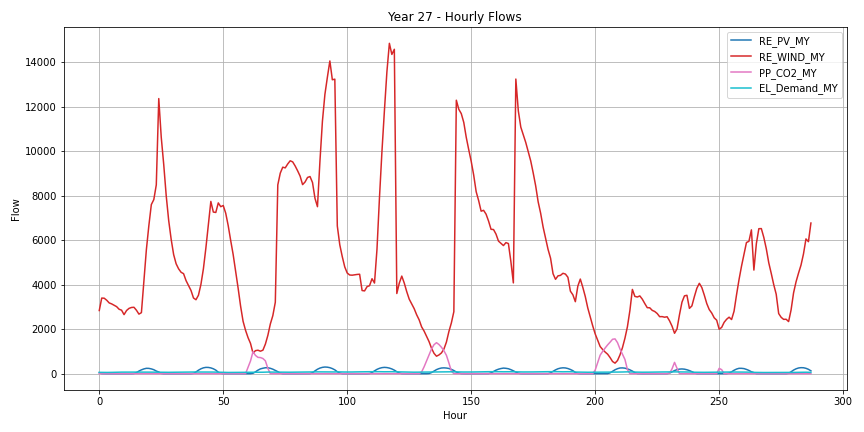 Year 27 - Hourly Flows
RE_PV_MY
RE_WIND_MY
PP_CO2_MY
EL_Demand_MY
14000
12000
10000
8000
6000
4000
2000
0
Flow
0
50
100
150
200
250
300
Hour